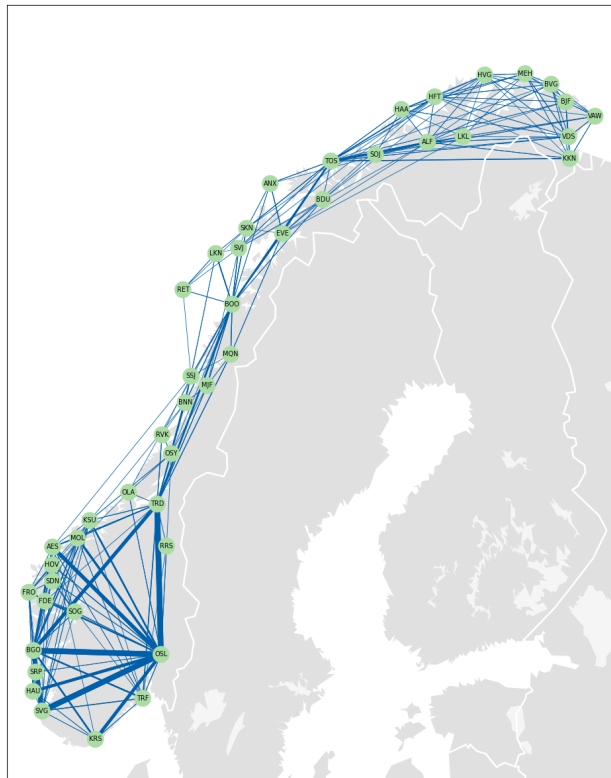 MEH
HVG
BVG
HFT
BJF
HAA
VAW
LKL
VDS
ALF
SOJ
KKN
TOS
ANX
BDU
SKN
EVE
SVJ
LKN
RET
BOO
MQN
SSJ
MJF
BNN
RVK
OSY
OLA
TRD
KSU
MOL
AES
RRS
HOV
SDN
FRO
FDE
SOG
BGO
OSL
SRP
HAU
TRF
SVG
KRS